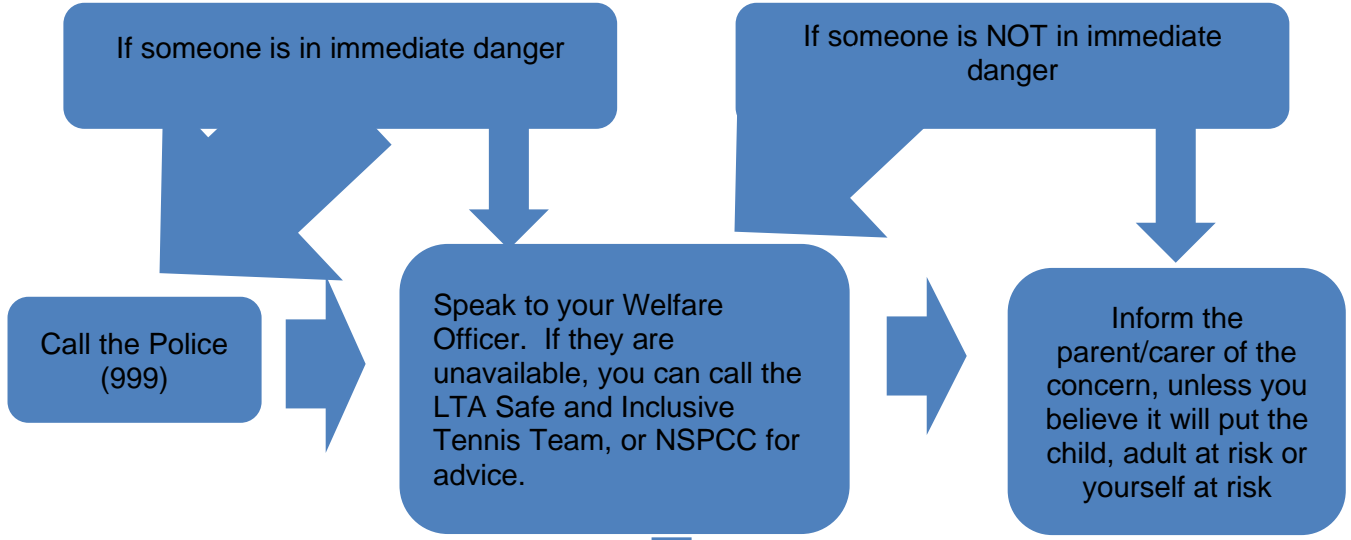 If someone is in immediate danger
If someone is NOT in immediate
danger
Call the Police
(999)
Speak to your Welfare
Officer.  If they are
unavailable, you can call the
LTA Safe and Inclusive
Tennis Team, or NSPCC for
advice.
Inform the
parent/carer of the
concern, unless you
believe it will put the
child, adult at risk or
yourself at risk